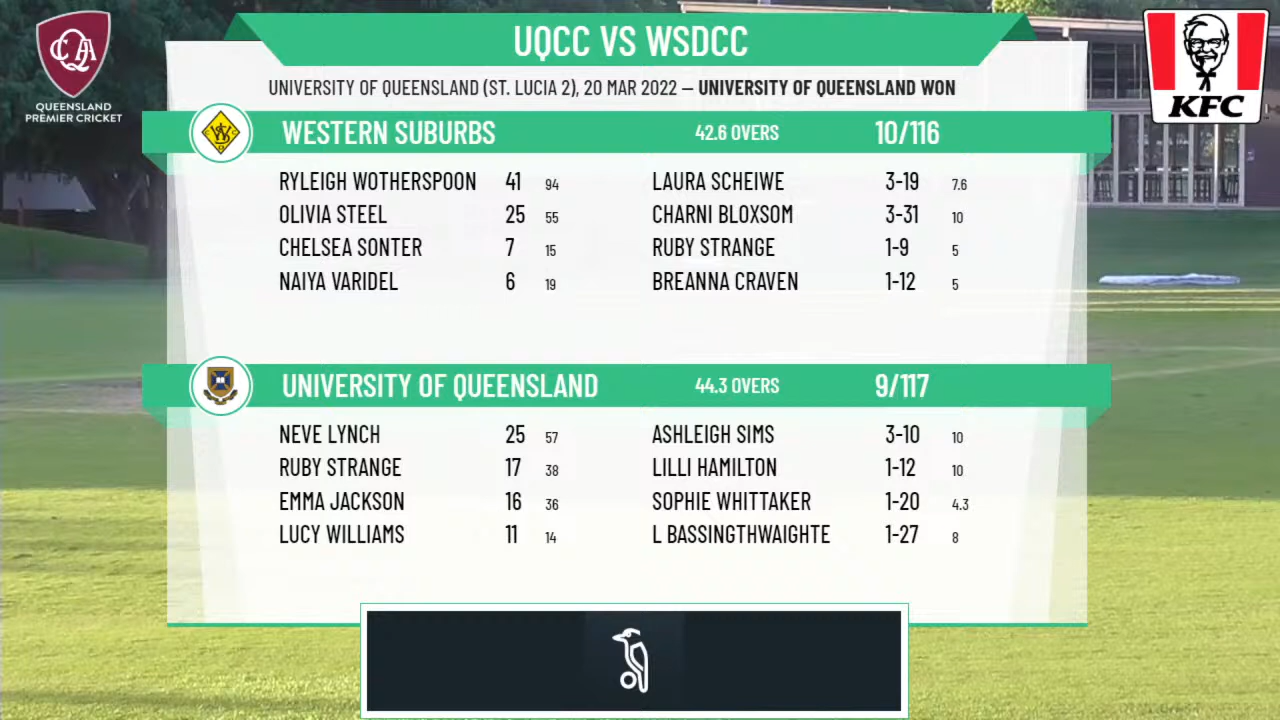 UQCC VS WSDCC
UNIVERSITY OF QUEENSLAND (ST. LUCIA 2), 20 MAR 2022 – UNIVERSITY OF QUEENSLAND WON
CQA
QUEENSLAND
PREMIER CRICKET
KFC
WESTERN SUBURBS 42.6 OVERS 10/116
RYLEIGH WOTHERSPOON 41 94 LAURA SCHEIWE 3-19 7.6
OLIVIA STEEL 25 55 CHARNI BLOXSOM 3-31 10
CHELSEA SONTER 7 15 RUBY STRANGE 1-9 5
NAIYA VARIDEL 6 19 BREANNA CRAVEN 1-12 5
UNIVERSITY OF QUEENSLAND 44.3 OVERS 9/117
NEVE LYNCH 25 57 ASHLEIGH SIMS 3-10 10
RUBY STRANGE 17 38 LILLI HAMILTON 1-12 10
EMMA JACKSON 16 36 SOPHIE WHITTAKER 1-20 4.3
LUCY WILLIAMS 11 14 L BASSINGTHWAIGHTE 1-27 8